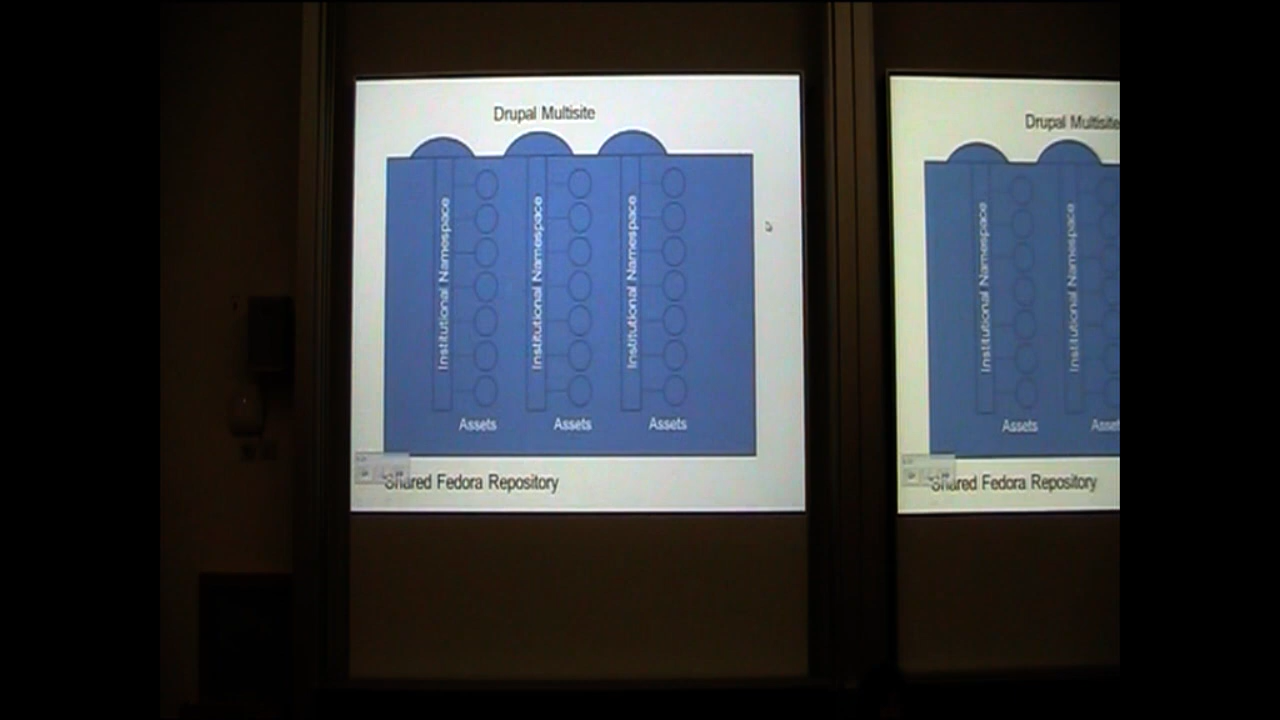 Drupal Multisite
Institutional Namespace
Institutional Namespace
Institutional Namespace
Assets
Assets
Assets
Shared Fedora Repository
Drupal Multisite
Institutional Namespace
Institutional Namespace
Assets
Asset
Shared Fedora Repository